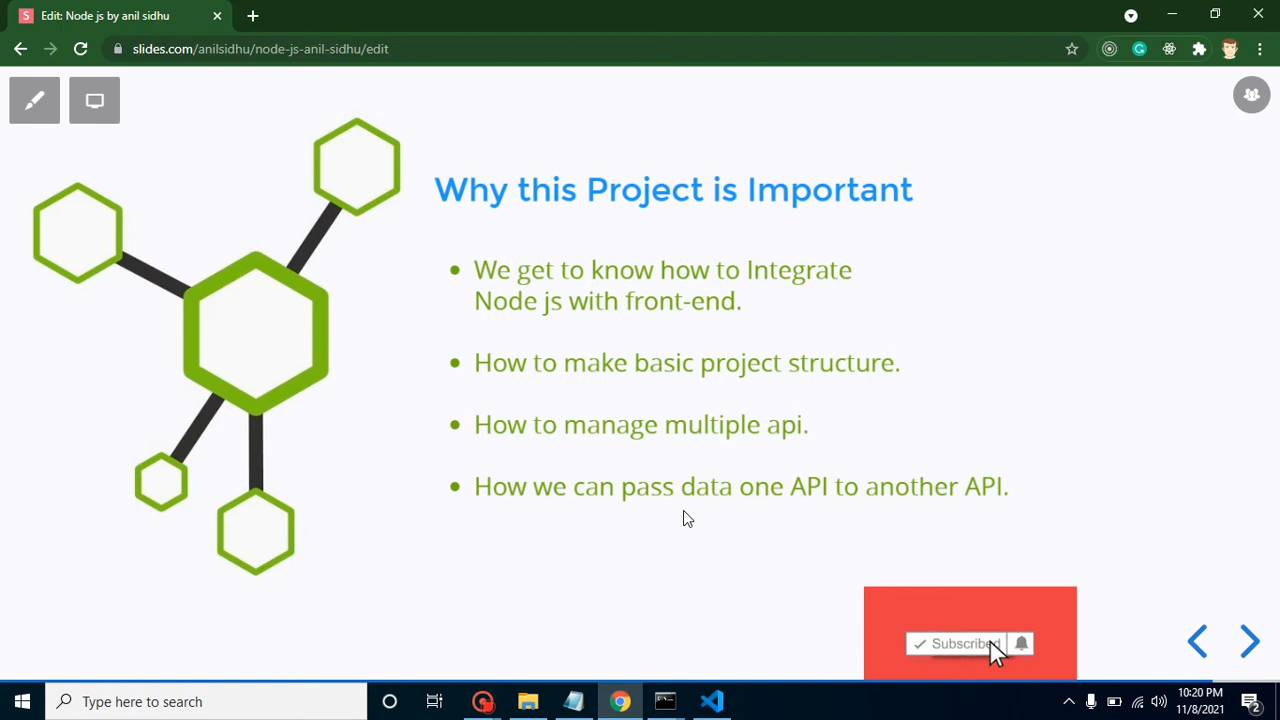 Edit: Node js by anil sidhu
slides.com/anilsidhu/node-js-anil-sidhu/edit
Why this Project is Important
We get to know how to Integrate
Node js with front-end.
How to make basic project structure.
How to manage multiple api.
How we can pass data one API to another API.
Subscribed
Type here to search
10:20 PM
11/8/2021
2